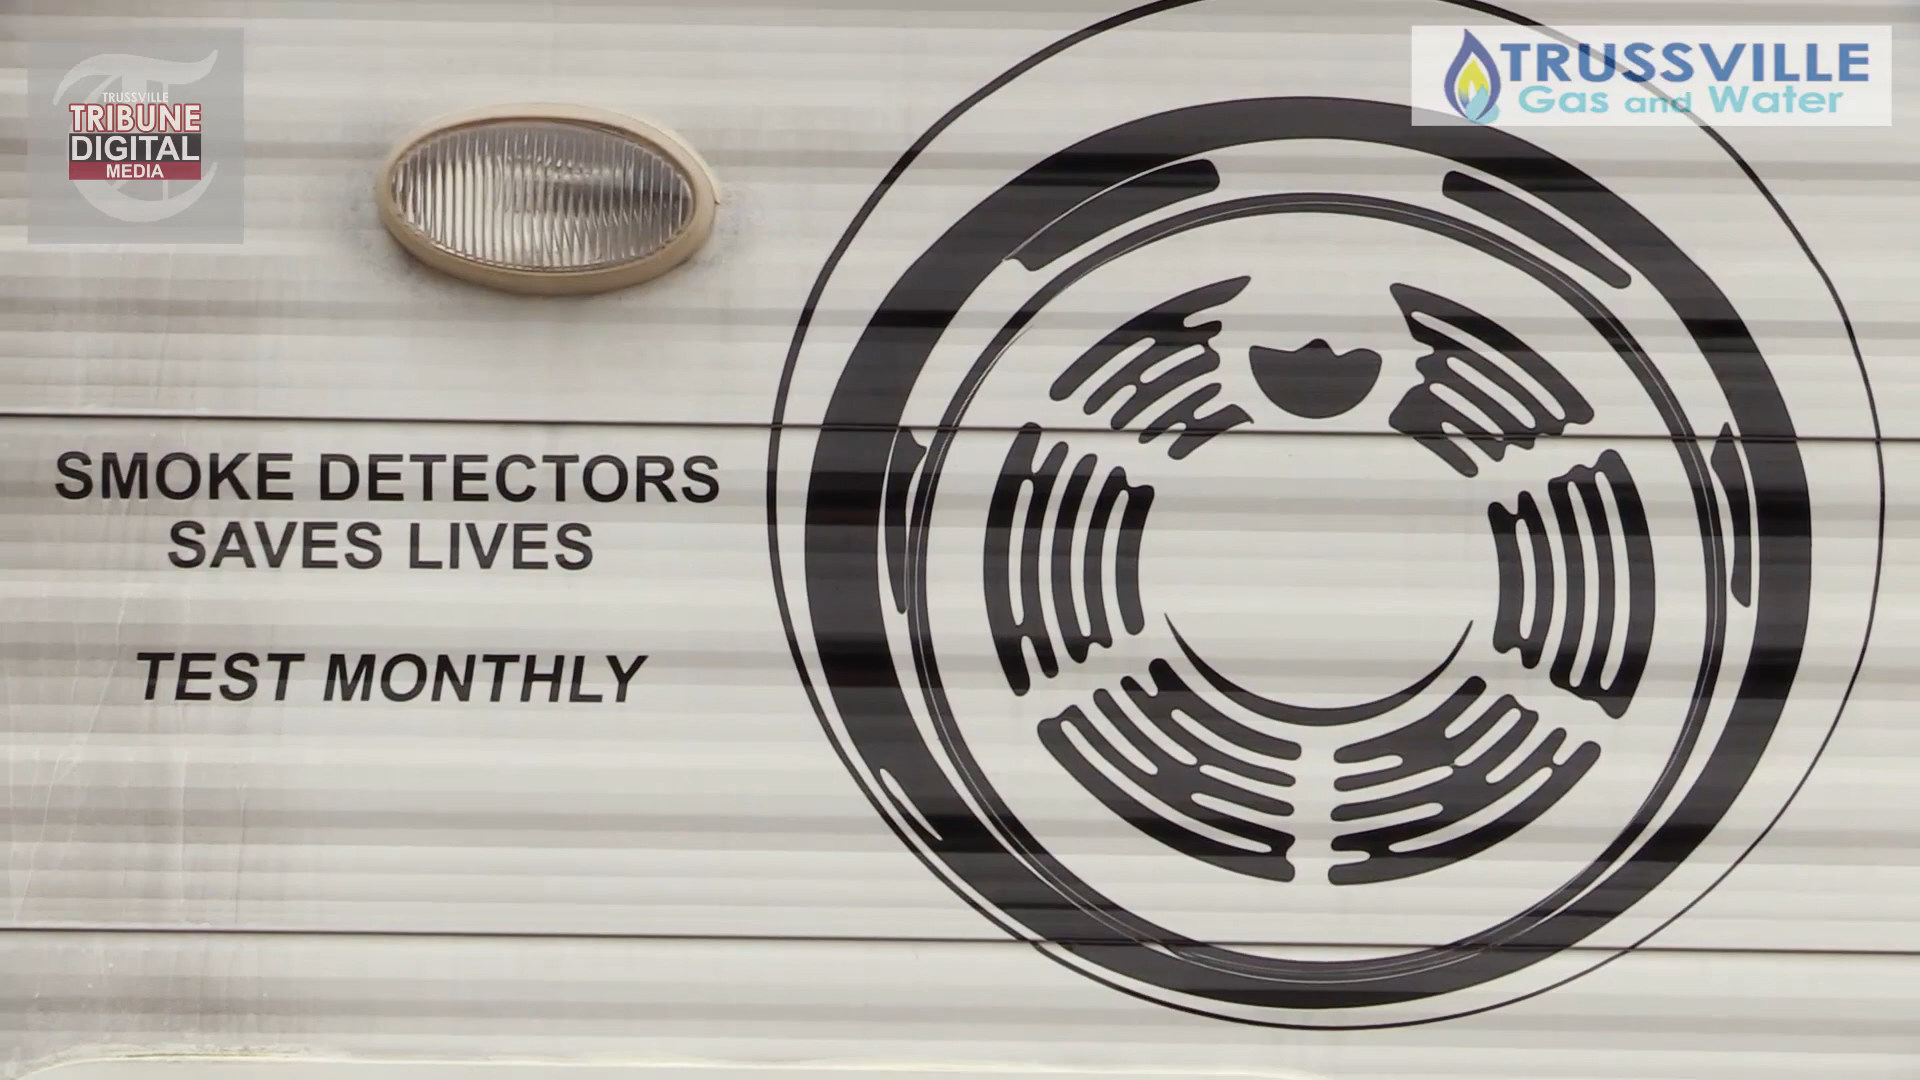 TRUSSVILLE
TRIBUNE
DIGITAL
MEDIA
TRUSSVILLE
Gas and Water
SMOKE DETECTORS
SAVES LIVES
TEST MONTHLY